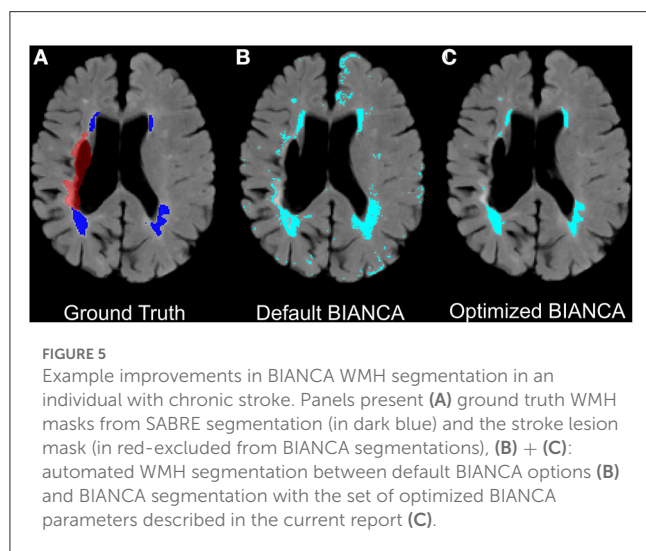 A
B
C
Ground Truth
Default BIANCA
Optimized BIANCA
FIGURE 5
Example improvements in BIANCA WMH segmentation in an
individual with chronic stroke. Panels present (A) ground truth WMH
masks from SABRE segmentation (in dark blue) and the stroke lesion
mask (in red-excluded from BIANCA segmentations), (B) + (C):
automated WMH segmentation between default BIANCA options (B)
and BIANCA segmentation with the set of optimized BIANCA
parameters described in the current report (C).